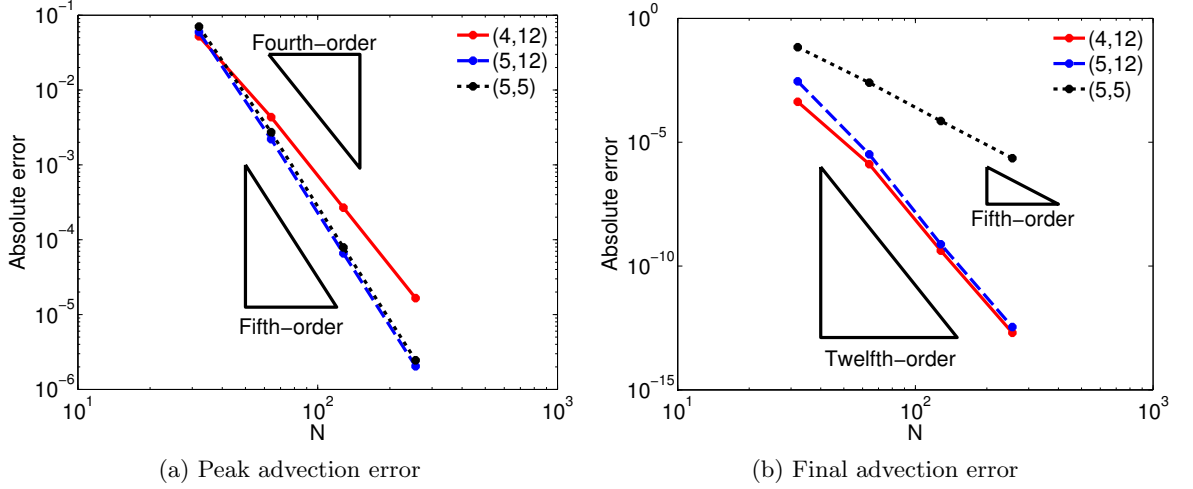 10^-1
10^-2
10^-3
10^-4
10^-5
10^-6
Absolute error
10^1
10^2
10^3
N
Fourth-order
Fifth-order
(4,12)
(5,12)
(5,5)
(a) Peak advection error
10^0
10^-5
10^-10
10^-15
Absolute error
10^1
10^2
10^3
N
(4,12)
(5,12)
(5,5)
Fifth-order
Twelfth-order
(b) Final advection error